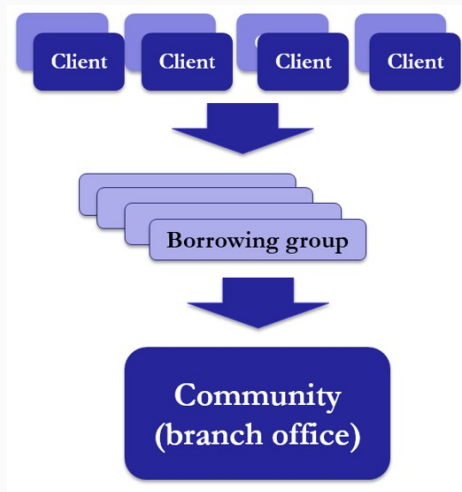 Client Client Client Client
Borrowing group
Community
(branch office)